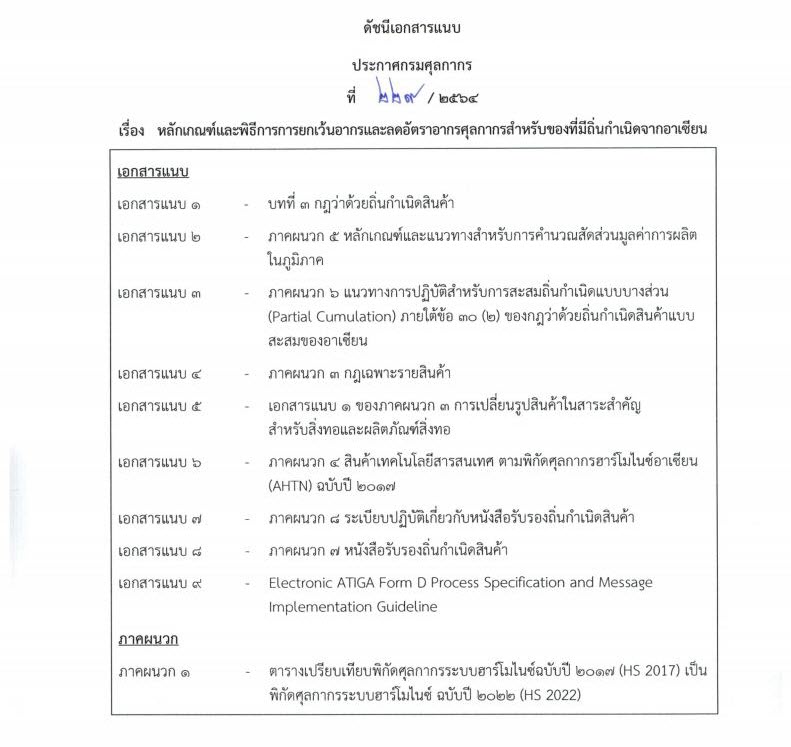 ดัชนีเอกสารแนบ
ประกาศกรมศุลกากร
ที่ ๒๒๙ / ๒๕๖๔
เรื่อง หลักเกณฑ์และพิธีการการยกเว้นอากรและลดอัตราอากรศุลกากรสำหรับของที่มีถิ่นกำเนิดจากอาเซียน
เอกสารแนบ
เอกสารแนบ ๑ - บทที่ ๓ กฎว่าด้วยถิ่นกำเนิดสินค้า
เอกสารแนบ ๒ - ภาคผนวก ๕ หลักเกณฑ์และแนวทางสำหรับการคำนวณสัดส่วนมูลค่าการผลิต
ในภูมิภาค
เอกสารแนบ ๓ - ภาคผนวก ๖ แนวทางการปฏิบัติสำหรับการสะสมถิ่นกำเนิดแบบบางส่วน
(Partial Cumulation) ภายใต้ข้อ ๓๐ (๒) ของกฎว่าด้วยถิ่นกำเนิดสินค้าแบบ
สะสมของอาเซียน
เอกสารแนบ ๔ - ภาคผนวก ๓ กฎเฉพาะรายสินค้า
เอกสารแนบ ๕ - เอกสารแนบ ๑ ของภาคผนวก ๓ การเปลี่ยนรูปสินค้าในสาระสำคัญ
สำหรับสิ่งทอและผลิตภัณฑ์สิ่งทอ
เอกสารแนบ ๖ - ภาคผนวก ๔ สินค้าเทคโนโลยีสารสนเทศ ตามพิกัดศุลกากรฮาร์โมไนซ์อาเซียน
(AHTN) ฉบับปี ๒๐๑๗
เอกสารแนบ ๗ - ภาคผนวก ๘ ระเบียบปฏิบัติเกี่ยวกับหนังสือรับรองถิ่นกำเนิดสินค้า
เอกสารแนบ ๘ - ภาคผนวก ๗ หนังสือรับรองถิ่นกำเนิดสินค้า
เอกสารแนบ ๙ - Electronic ATIGA Form D Process Specification and Message
Implementation Guideline
ภาคผนวก
ภาคผนวก ๑ - ตารางเปรียบเทียบพิกัดศุลกากรระบบฮาร์โมไนซ์ฉบับปี ๒๐๑๗ (HS 2017) เป็น
พิกัดศุลกากรระบบฮาร์โมไนซ์ ฉบับปี ๒๐๒๒ (HS 2022)